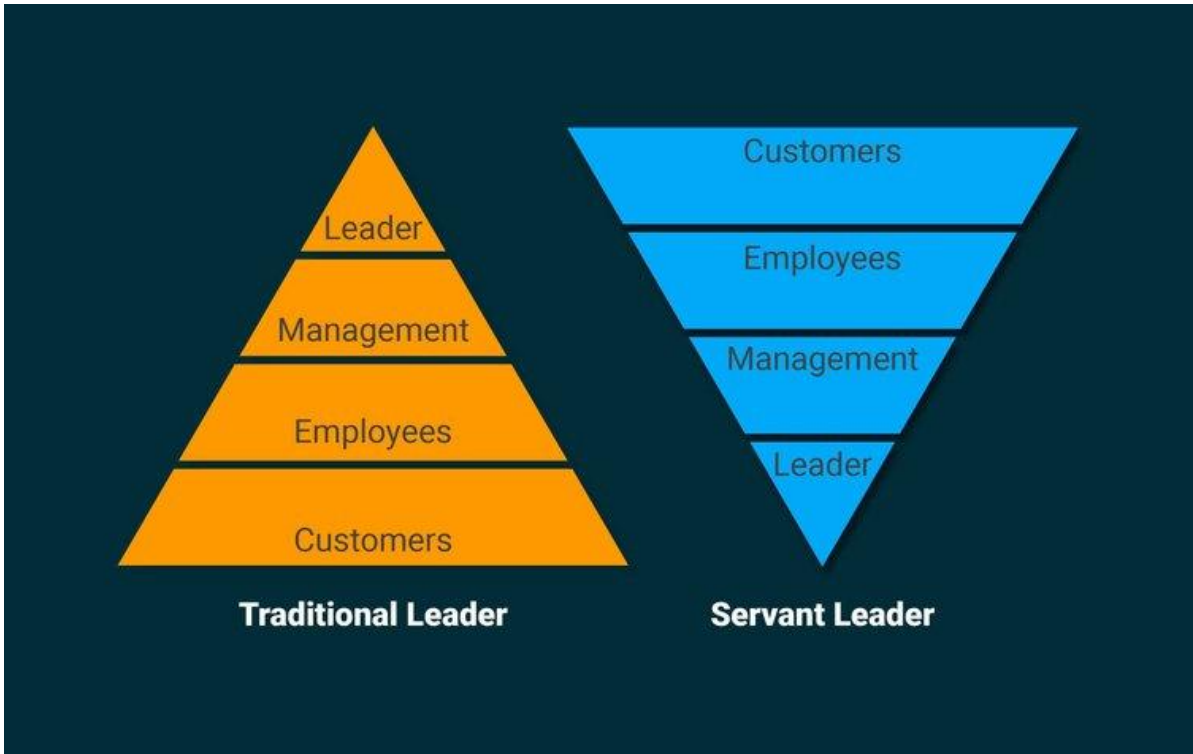 Leader
Management
Employees
Customers
Traditional Leader
Customers
Employees
Management
Leader
Servant Leader